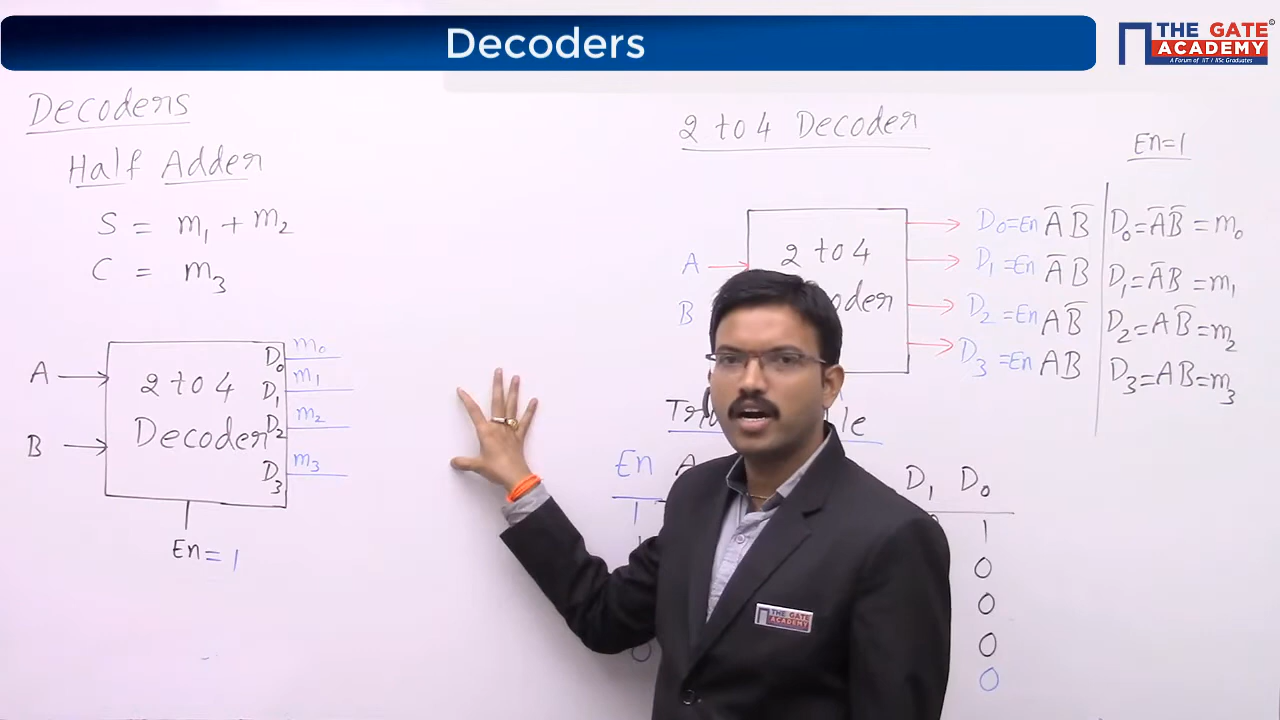 Decoders
THE GATE
ACADEMY
A Forum of IIT / IISc Graduates
Decoders
Half Adder
S = m₁ + m₂
C = m₃
A
B
2 to 4
Decoder
D₀
D₁
D₂
D₃
m₀
m₁
m₂
m₃
En = 1
2 to 4 Decoder
A
B
2 to 4
D₀ = En A̅ B̅
D₁ = En A̅ B
D₂ = En A B̅
D₃ = En A B
En=1
D₀ = A̅ B̅ = m₀
D₁ = A̅ B = m₁
D₂ = A B̅ = m₂
D₃ = AB = m₃
En A D₁ D₀
1 1
0
0
0
0 0
THE GATE
ACADEMY